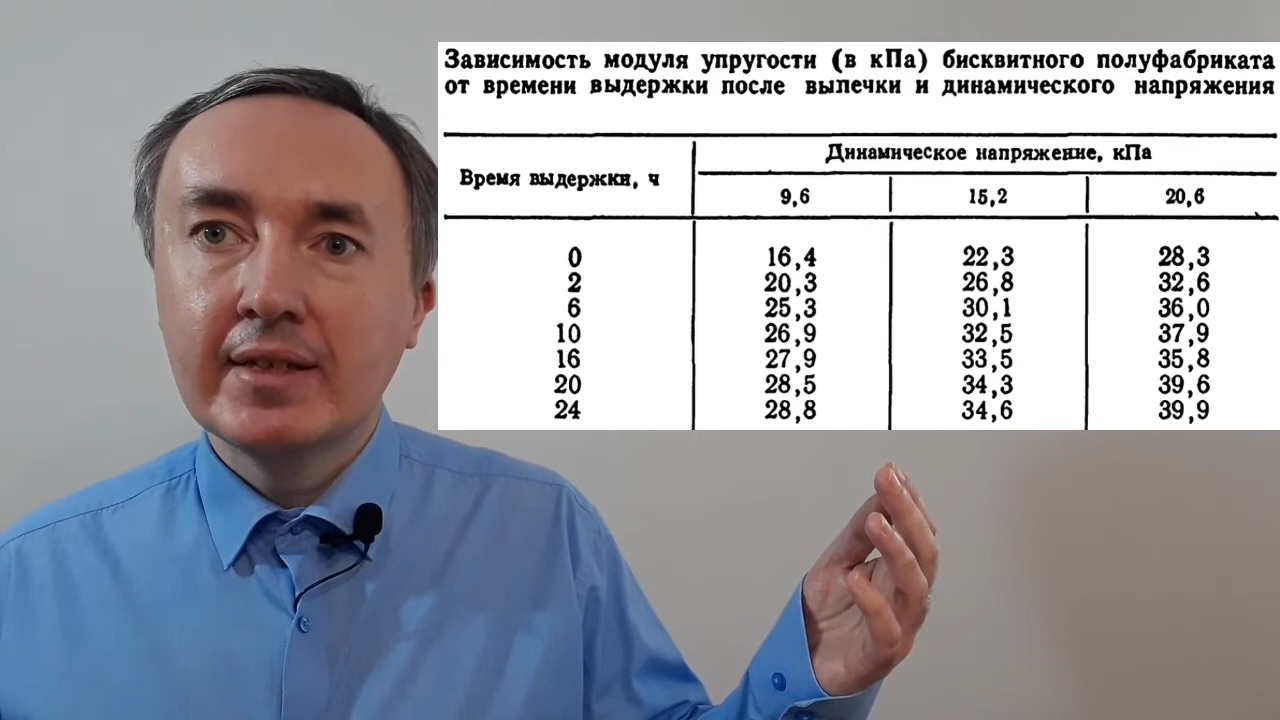 Зависимость модуля упругости (в кПа) бисквитного полуфабриката
от времени выдержки после выпечки и динамического напряжения
Время выдержки, ч
Динамическое напряжение, кПа
9,6 15,2 20,6
0 16,4 22,3 28,3
2 20,3 26,8 32,6
6 25,3 30,1 36,0
10 26,9 32,5 37,9
16 27,9 33,5 35,8
20 28,5 34,3 39,6
24 28,8 34,6 39,9